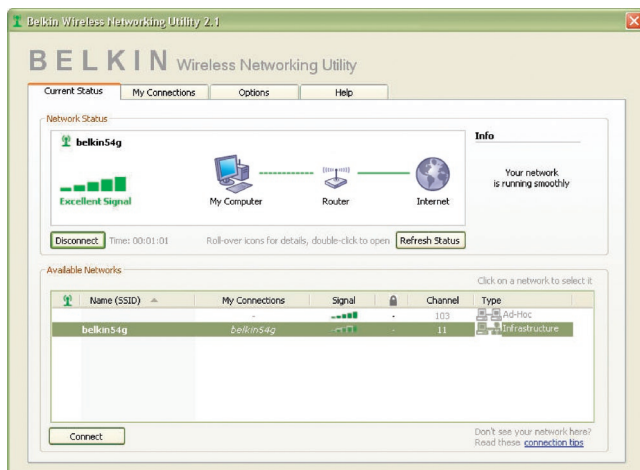 Belkin Wireless Networking Utility 2.1
BELKIN Wireless Networking Utility
Current Status My Connections Options Help
Network Status
belkin54g
Info
Your network
is running smoothly
Excellent Signal My Computer Router Internet
Disconnect Time: 00:01:01 Roll-over icons for details, double-click to open Refresh Status
Available Networks
Click on a network to select it
Name (SSID) My Connections Signal Channel Type
- - 103 Ad-Hoc
belkin54g belkin54g - 11 Infrastructure
Connect
Don't see your network here?
Read these connection tips